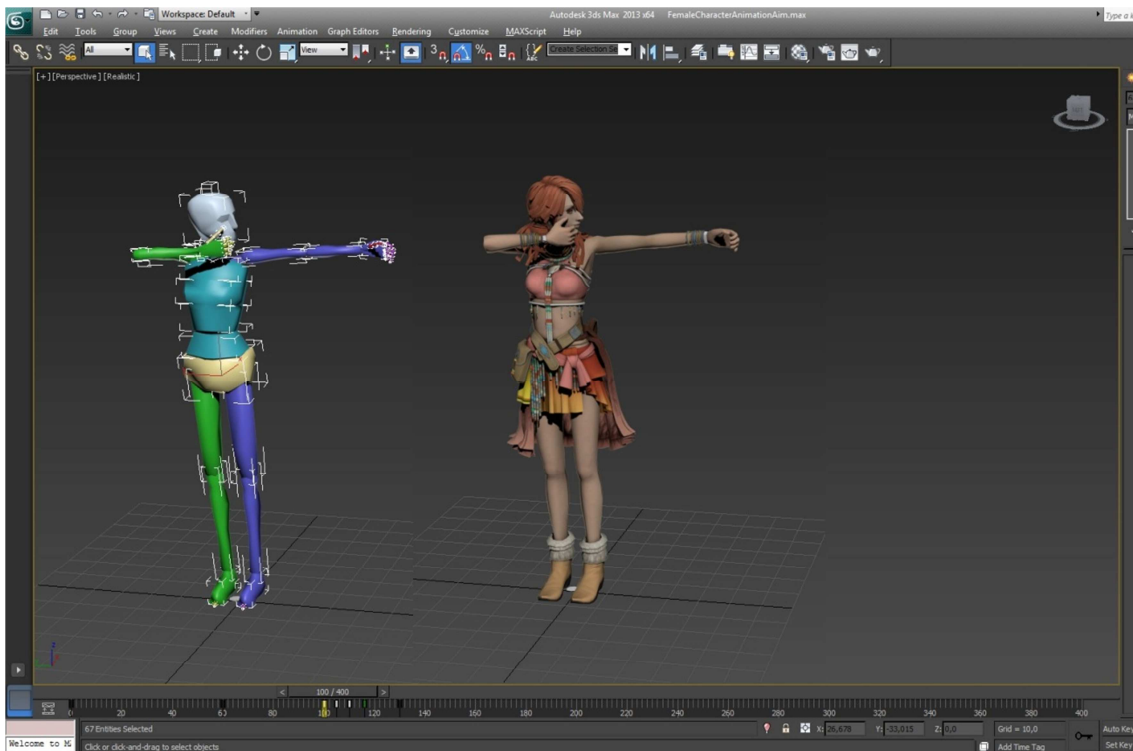 Workspace: Default
Autodesk 3ds Max 2013 x64 FemaleCharacterAnimationAim.max
Type a k
Edit Tools Group Views Create Modifiers Animation Graph Editors Rendering Customize MAXScript Help
All
View
3
Create Selection Se
[+] [Perspective] [Realistic]
100 / 400
20 40 60 80 100 120 140 160 180 200 220 240 260 280 300 320 340 360 380 400
67 Entities Selected
X: 26,678 Y: -33,015 Z: 0,0 Grid = 10,0
Auto Key
Welcome to M
Click or click-and-drag to select objects
Add Time Tag
Set Key